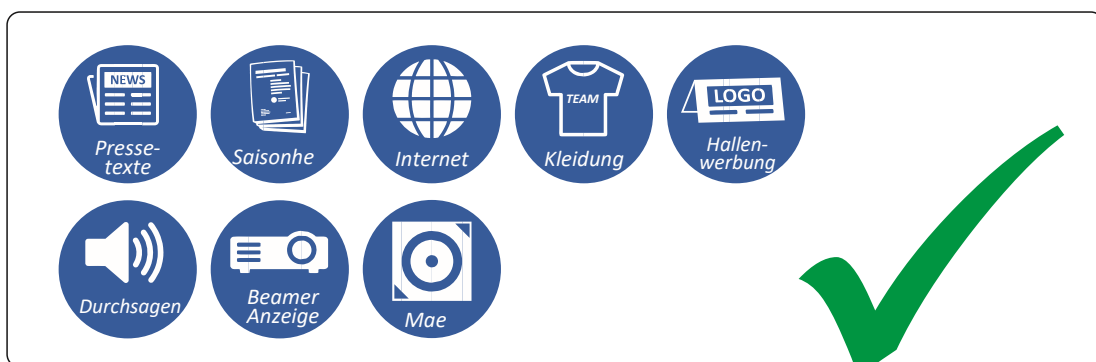 NEWS
Presse-
texte
Saisonhe
Internet
TEAM
Kleidung
LOGO
Hallen-
werbung
Durchsagen
Beamer
Anzeige
Mae